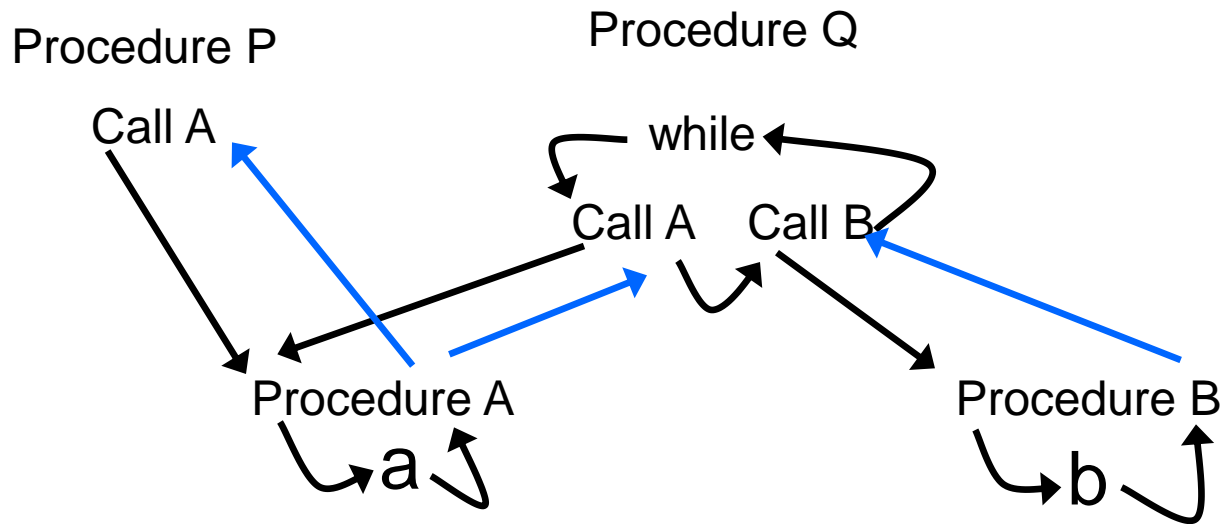 Procedure P
Procedure Q
Call A
while
Call A
Call B
Procedure A
Procedure B
a
b